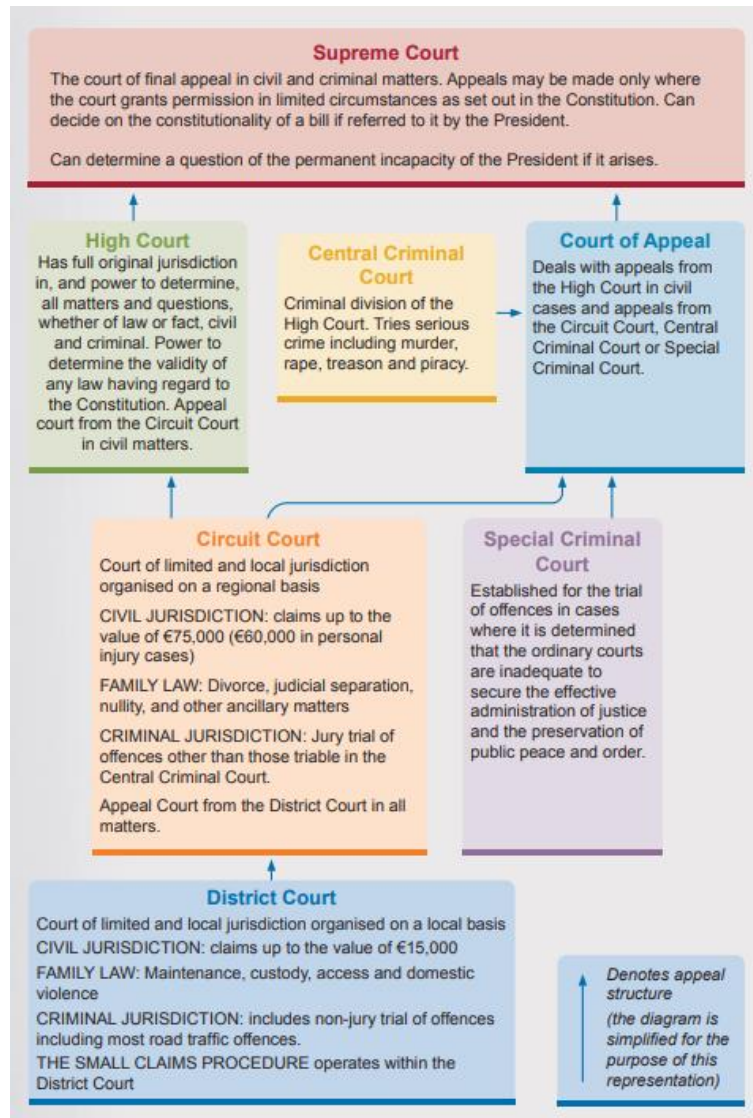 Supreme Court
The court of final appeal in civil and criminal matters. Appeals may be made only where
the court grants permission in limited circumstances as set out in the Constitution. Can
decide on the constitutionality of a bill if referred to it by the President.
Can determine a question of the permanent incapacity of the President if it arises.
High Court
Has full original jurisdiction
in, and power to determine,
all matters and questions,
whether of law or fact, civil
and criminal. Power to
determine the validity of
any law having regard to
the Constitution. Appeal
court from the Circuit Court
in civil matters.
Central Criminal
Court
Criminal division of the
High Court. Tries serious
crime including murder,
rape, treason and piracy.
Court of Appeal
Deals with appeals from
the High Court in civil
cases and appeals from
the Circuit Court, Central
Criminal Court or Special
Criminal Court.
Circuit Court
Court of limited and local jurisdiction
organised on a regional basis
CIVIL JURISDICTION: claims up to the
value of €75,000 (€60,000 in personal
injury cases)
FAMILY LAW: Divorce, judicial separation,
nullity, and other ancillary matters
CRIMINAL JURISDICTION: Jury trial of
offences other than those triable in the
Central Criminal Court.
Appeal Court from the District Court in all
matters.
Special Criminal
Court
Established for the trial
of offences in cases
where it is determined
that the ordinary courts
are inadequate to
secure the effective
administration of justice
and the preservation of
public peace and order.
District Court
Court of limited and local jurisdiction organised on a local basis
CIVIL JURISDICTION: claims up to the value of €15,000
FAMILY LAW: Maintenance, custody, access and domestic
violence
CRIMINAL JURISDICTION: includes non-jury trial of offences
including most road traffic offences.
THE SMALL CLAIMS PROCEDURE operates within the
District Court
Denotes appeal
structure
(the diagram is
simplified for the
purpose of this
representation)